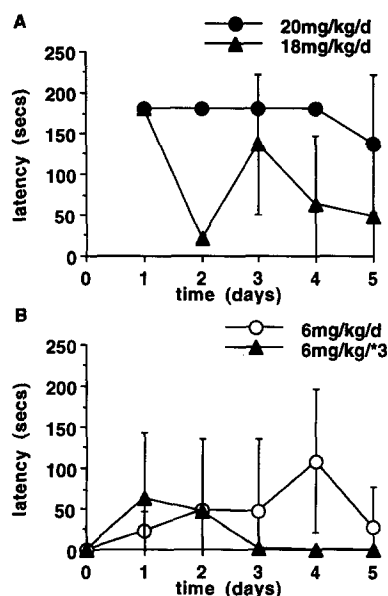 A
20mg/kg/d
18mg/kg/d
250
200
150
100
50
0
latency (secs)
0 1 2 3 4 5
time (days)
B
6mg/kg/d
6mg/kg/*3
250
200
150
100
50
0
latency (secs)
0 1 2 3 4 5
time (days)